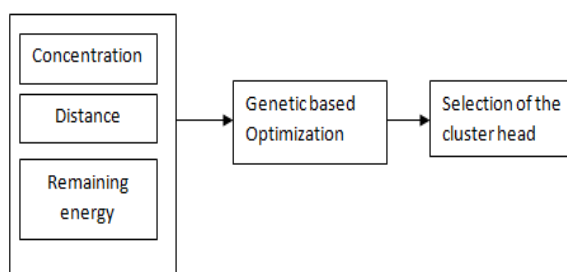 Concentration
Distance
Remaining
energy
Genetic based
Optimization
Selection of the
cluster head